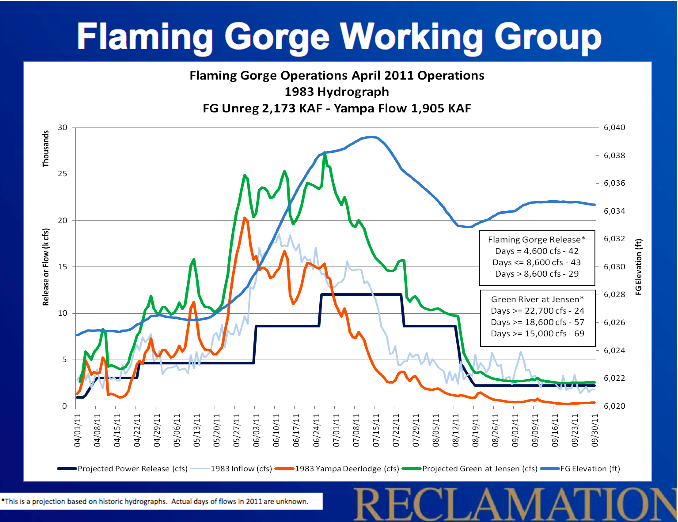 Flaming Gorge Working Group
Flaming Gorge Operations April 2011 Operations
1983 Hydrograph
FG Unreg 2,173 KAF - Yampa Flow 1,905 KAF
Thousands
Release or Flow (k cfs)
30
25
20
15
10
5
0
6,040
6,038
6,036
6,034
6,032
6,030
6,028
6,026
6,024
6,022
6,020
FG Elevation (ft)
Flaming Gorge Release*
Days = 4,600 cfs - 42
Days <= 8,600 cfs - 43
Days > 8,600 cfs - 29
Green River at Jensen*
Days >= 22,700 cfs - 24
Days >= 18,600 cfs - 57
Days >= 15,000 cfs - 69
04/01/11
04/08/11
04/15/11
04/22/11
04/29/11
05/06/11
05/13/11
05/20/11
05/27/11
06/03/11
06/10/11
06/17/11
06/24/11
07/01/11
07/08/11
07/15/11
07/22/11
07/29/11
08/05/11
08/12/11
08/19/11
08/26/11
09/02/11
09/09/11
09/16/11
09/23/11
09/30/11
Projected Power Release (cfs)
1983 Inflow (cfs)
1983 Yampa Deerlodge (cfs)
Projected Green at Jensen (cfs)
FG Elevation (ft)
*This is a projection based on historic hydrographs. Actual days of flows in 2011 are unknown.
RECLAMATION